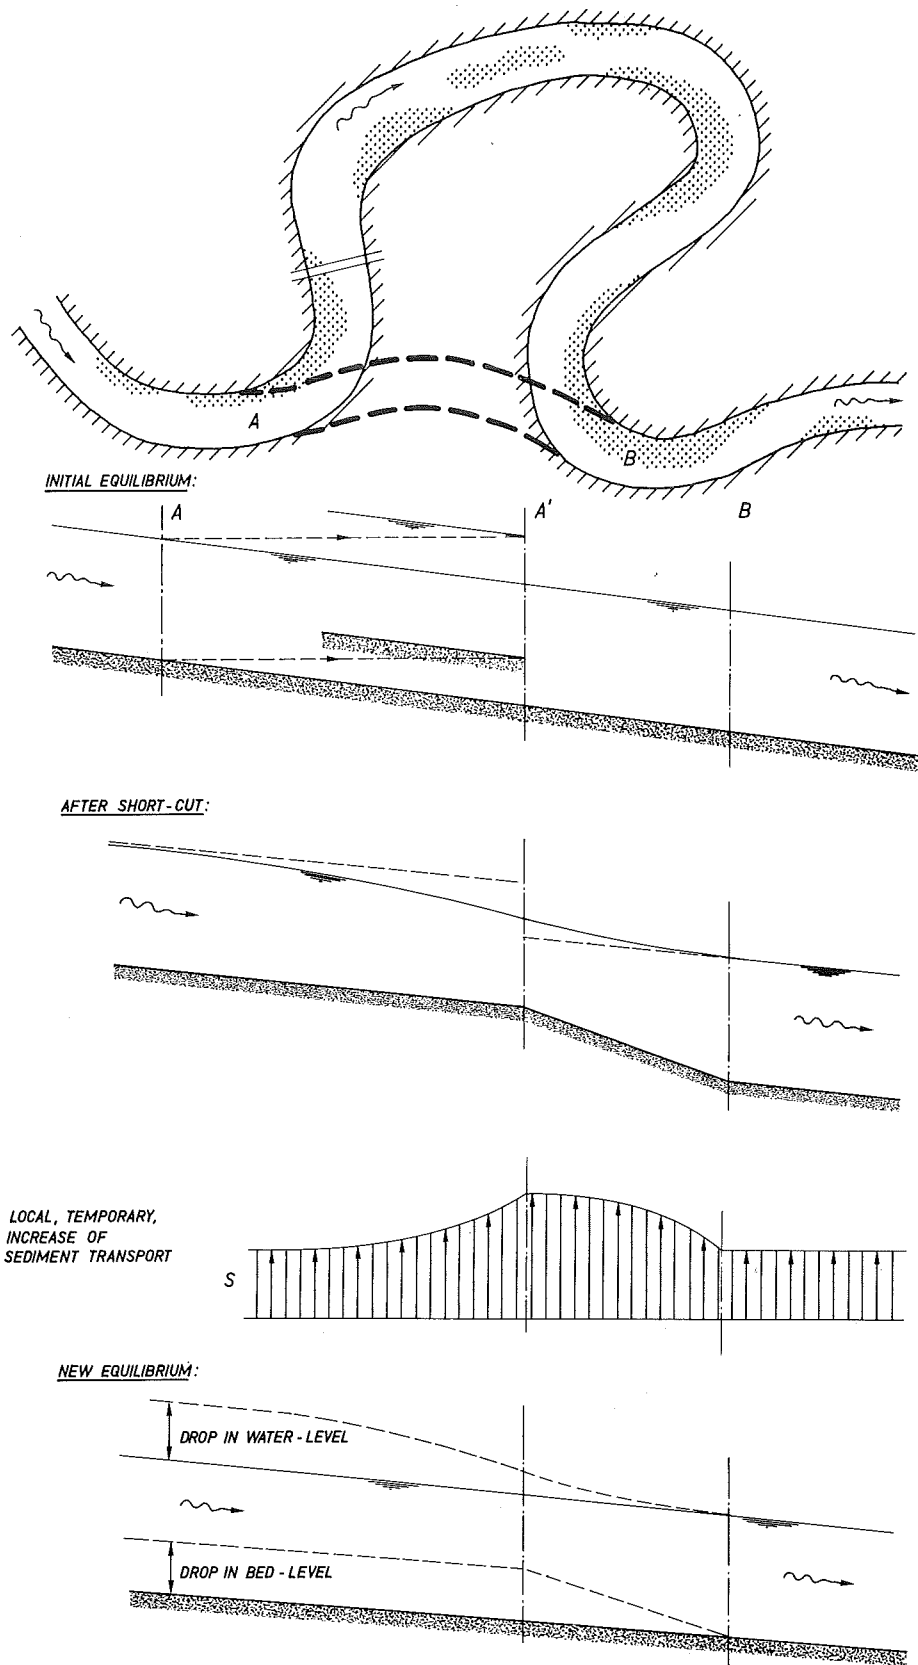 A
B
INITIAL EQUILIBRIUM:
A
A'
B
AFTER SHORT-CUT:
LOCAL, TEMPORARY,
INCREASE OF
SEDIMENT TRANSPORT
S
NEW EQUILIBRIUM:
DROP IN WATER-LEVEL
DROP IN BED-LEVEL